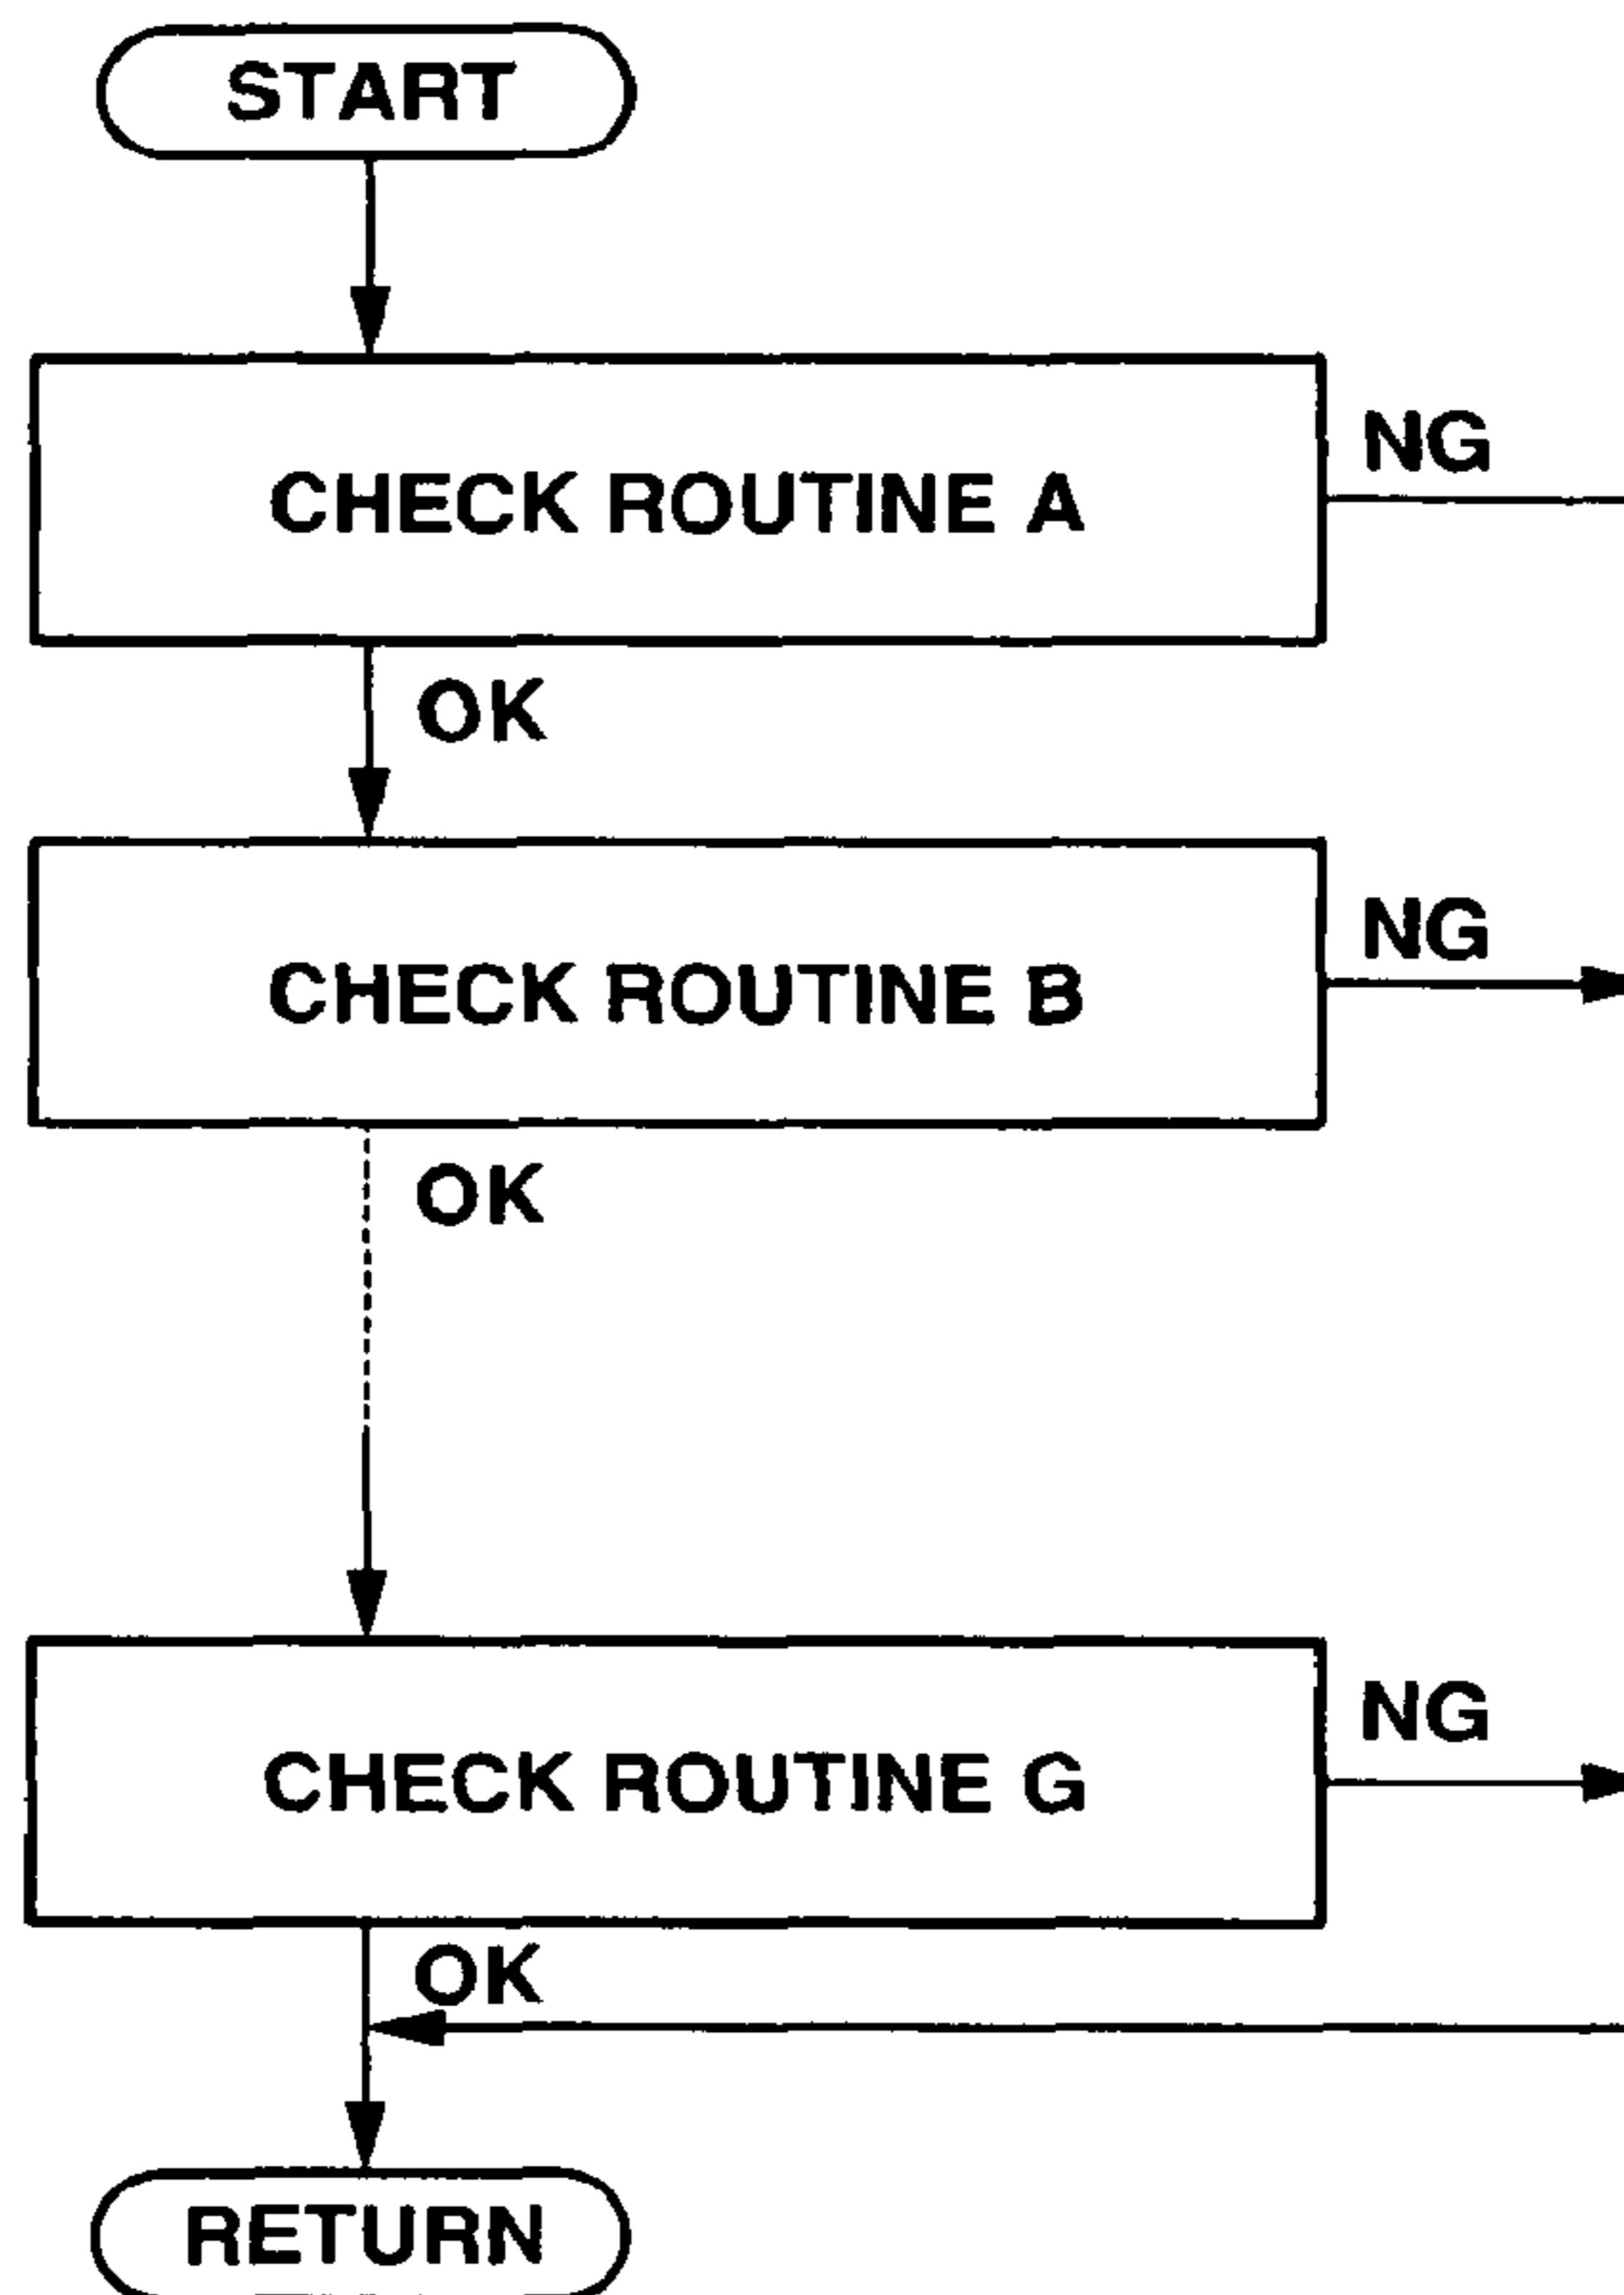 START
CHECK ROUTINE A
NG
OK
CHECK ROUTINE B
NG
OK
CHECK ROUTINE G
NG
OK
RETURN